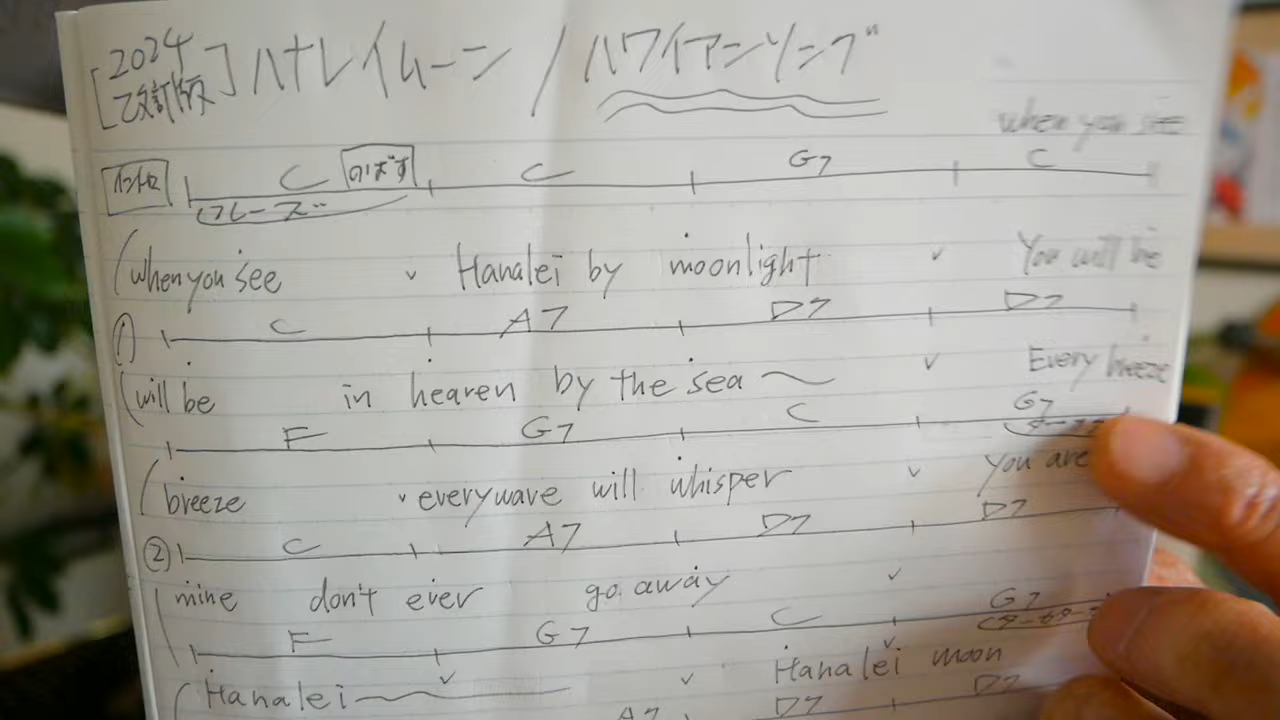 [2024改訂版] ハナレイムーン / ハワイアンソング
when you see
イントロ C のばす C G7 C
フレーズ
when you see ✓ Hanalei by moonlight ✓ You will be
① C A7 D7 D7
will be in heaven by the sea 〜 ✓ Every breeze
F G7 C G7
breeze ✓ everywave will whisper ✓ you are
② C A7 D7 D7
mine don't ever go away ✓
F G7 C G7
Hanalei 〜 ✓ ✓ Hanalei ✓ moon
A7 D7 D7